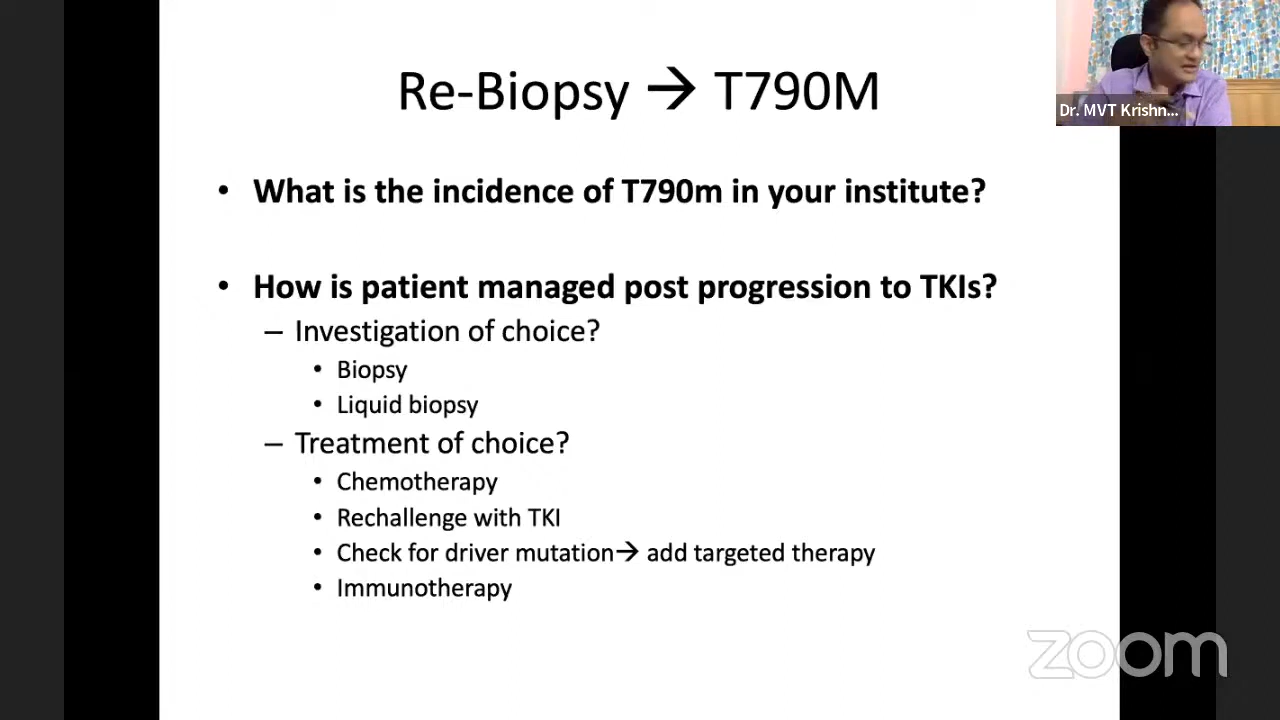 Re-Biopsy → T790M
Dr. MVT Krishn...
• What is the incidence of T790m in your institute?
• How is patient managed post progression to TKIs?
– Investigation of choice?
• Biopsy
• Liquid biopsy
– Treatment of choice?
• Chemotherapy
• Rechallenge with TKI
• Check for driver mutation→ add targeted therapy
• Immunotherapy
zoom